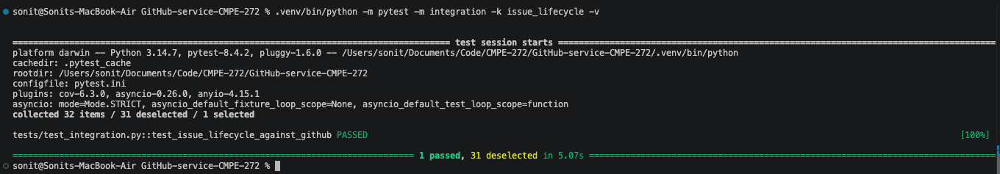 sonit@Sonits-MacBook-Air GitHub-service-CMPE-272 % .venv/bin/python -m pytest -m integration -k issue_lifecycle -v
test session starts
platform darwin -- Python 3.14.7, pytest-8.4.2, pluggy-1.6.0 -- /Users/sonit/Documents/Code/CMPE-272/GitHub-service-CMPE-272/.venv/bin/python
cachedir: .pytest_cache
rootdir: /Users/sonit/Documents/Code/CMPE-272/GitHub-service-CMPE-272
configfile: pytest.ini
plugins: cov-6.3.0, asyncio-0.26.0, anyio-4.15.1
asyncio: mode=Mode.STRICT, asyncio_default_fixture_loop_scope=None, asyncio_default_test_loop_scope=function
collected 32 items / 31 deselected / 1 selected
tests/test_integration.py::test_issue_lifecycle_against_github PASSED [100%]
1 passed, 31 deselected in 5.07s
sonit@Sonits-MacBook-Air GitHub-service-CMPE-272 %